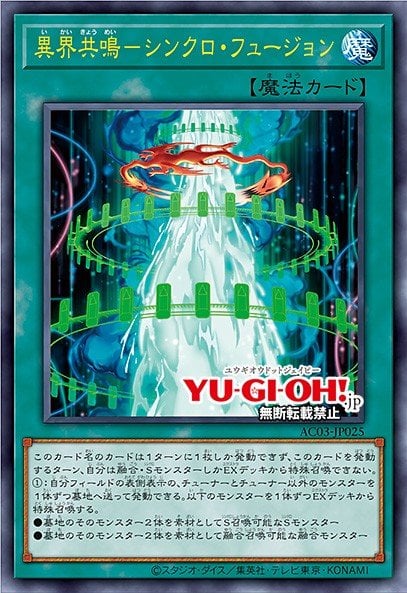 異界共鳴－シンクロ・フュージョン
いかいきょうめい
魔
【魔法カード】
まほう
ユウギオウドットジェイピー
YU-GI-OH!.jp
無断転載禁止
AC03-JP025
このカード名のカードは１ターンに１枚しか発動できず、このカードを発動
するターン、自分は融合・SモンスターしかEXデッキから特殊召喚できない。
①：自分フィールドの表側表示の、チューナーとチューナー以外のモンスターを
１体ずつ墓地へ送って発動できる。以下のモンスターを１体ずつEXデッキから
特殊召喚する。
●墓地のそのモンスター２体を素材としてS召喚可能なSモンスター
●墓地のそのモンスター２体を素材として融合召喚可能な融合モンスター
©スタジオ・ダイス／集英社・テレビ東京・KONAMI